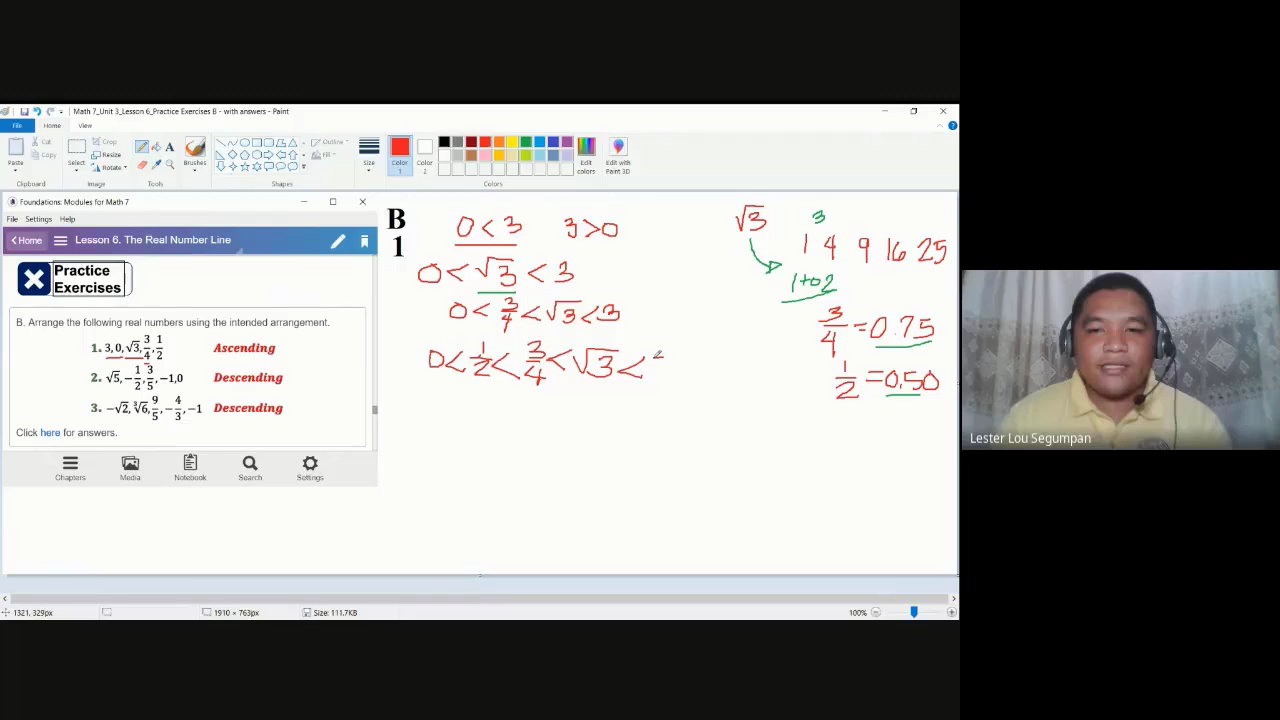 Math 7_Unit 3_Lesson 6_Practice Exercises B - with answers - Paint
File Home View
Cut
Copy
Paste
Clipboard
Select
Crop
Resize
Rotate
Image
Tools
Brushes
Outline
Fill
Shapes
Size
Color 1
Color 2
Edit colors
Colors
Edit with Paint 3D
Foundations: Modules for Math 7
File Settings Help
Home Lesson 6. The Real Number Line
Practice
Exercises
B. Arrange the following real numbers using the intended arrangement.
1. 3, 0, √3, 3/4, 1/2 Ascending
2. √5, -1/2, 3/5, -1, 0 Descending
3. -√2, ∛6, 9/5, -4/3, -1 Descending
Click here for answers.
Chapters Media Notebook Search Settings
B
1
0 < 3 3 > 0
0 < √3 < 3
0 < 3/4 < √3 < 3
0 < 1/2 < 3/4 < √3 <
√3 3
1 4 9 16 25
1 to 2
3/4 = 0.75
1/2 = 0.50
1321, 329px
1910 × 763px
Size: 111.7KB
100%
Lester Lou Segumpan